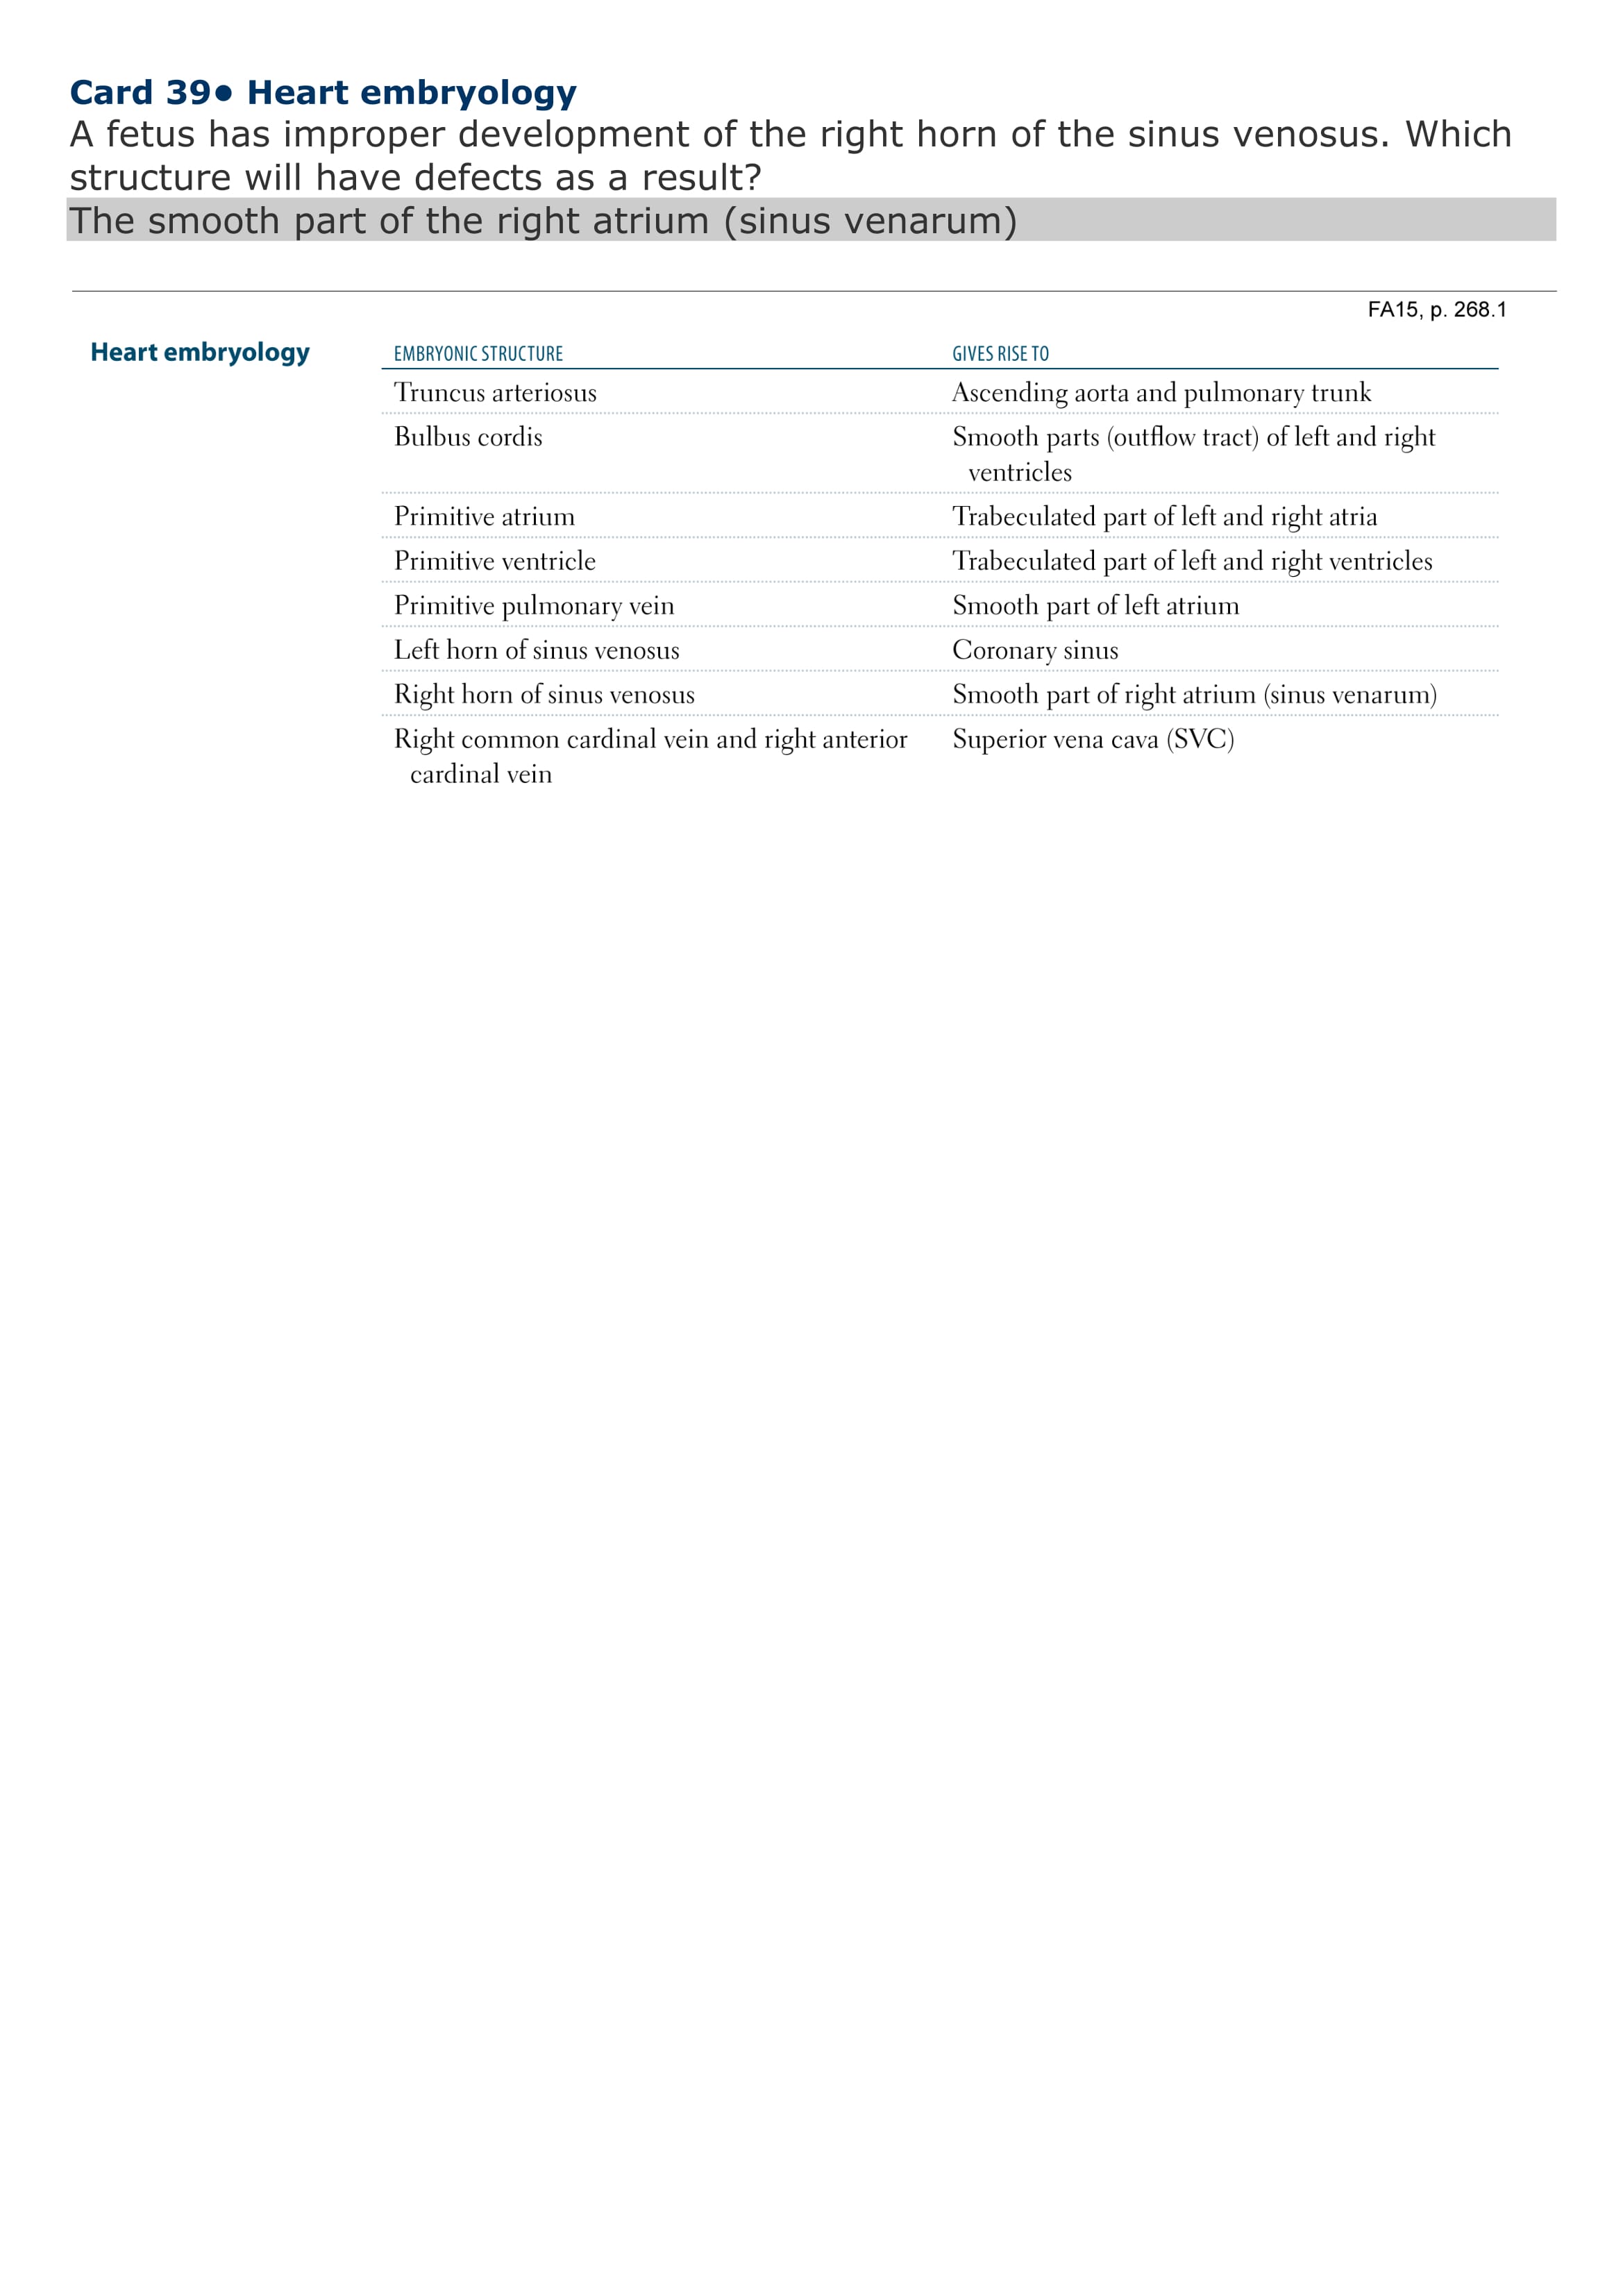 Card 39● Heart embryology
A fetus has improper development of the right horn of the sinus venosus. Which
structure will have defects as a result?
The smooth part of the right atrium (sinus venarum)
FA15, p. 268.1
Heart embryology EMBRYONIC STRUCTURE GIVES RISE TO
Truncus arteriosus Ascending aorta and pulmonary trunk
Bulbus cordis Smooth parts (outflow tract) of left and right
ventricles
Primitive atrium Trabeculated part of left and right atria
Primitive ventricle Trabeculated part of left and right ventricles
Primitive pulmonary vein Smooth part of left atrium
Left horn of sinus venosus Coronary sinus
Right horn of sinus venosus Smooth part of right atrium (sinus venarum)
Right common cardinal vein and right anterior Superior vena cava (SVC)
cardinal vein